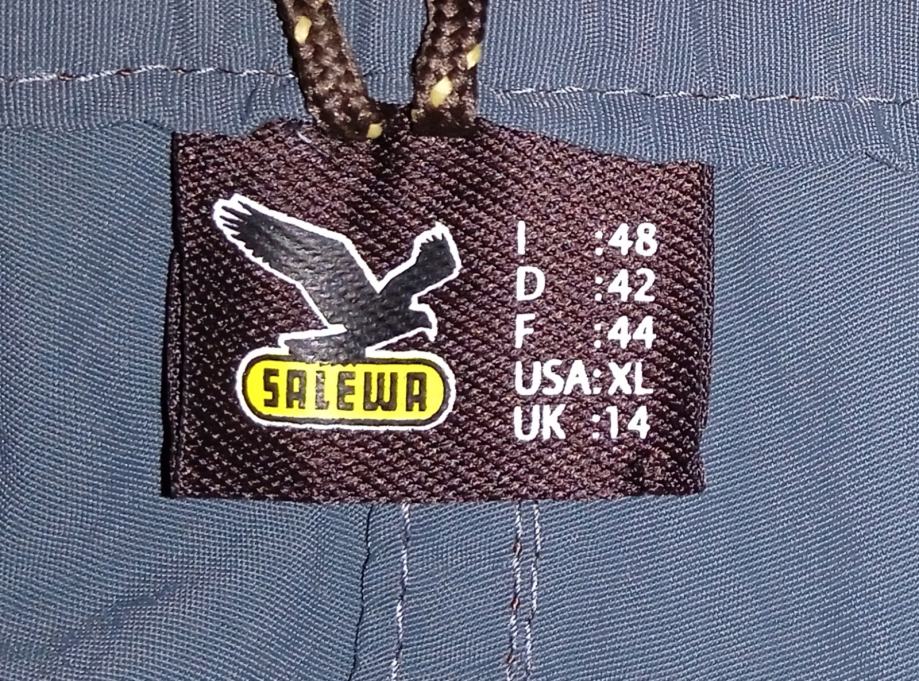 SALEWA
I :48
D :42
F :44
USA:XL
UK :14